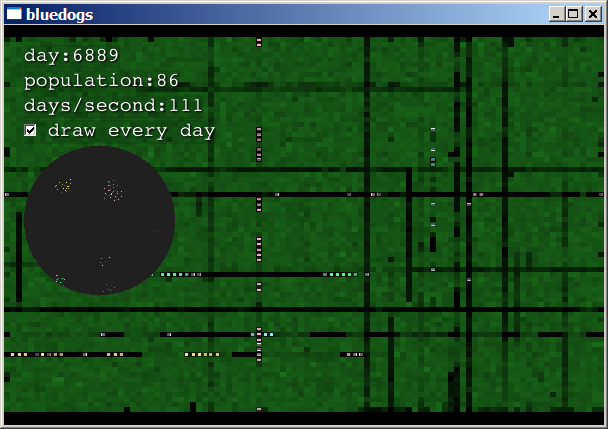 bluedogs
day:6889
population:86
days/second:111
draw every day